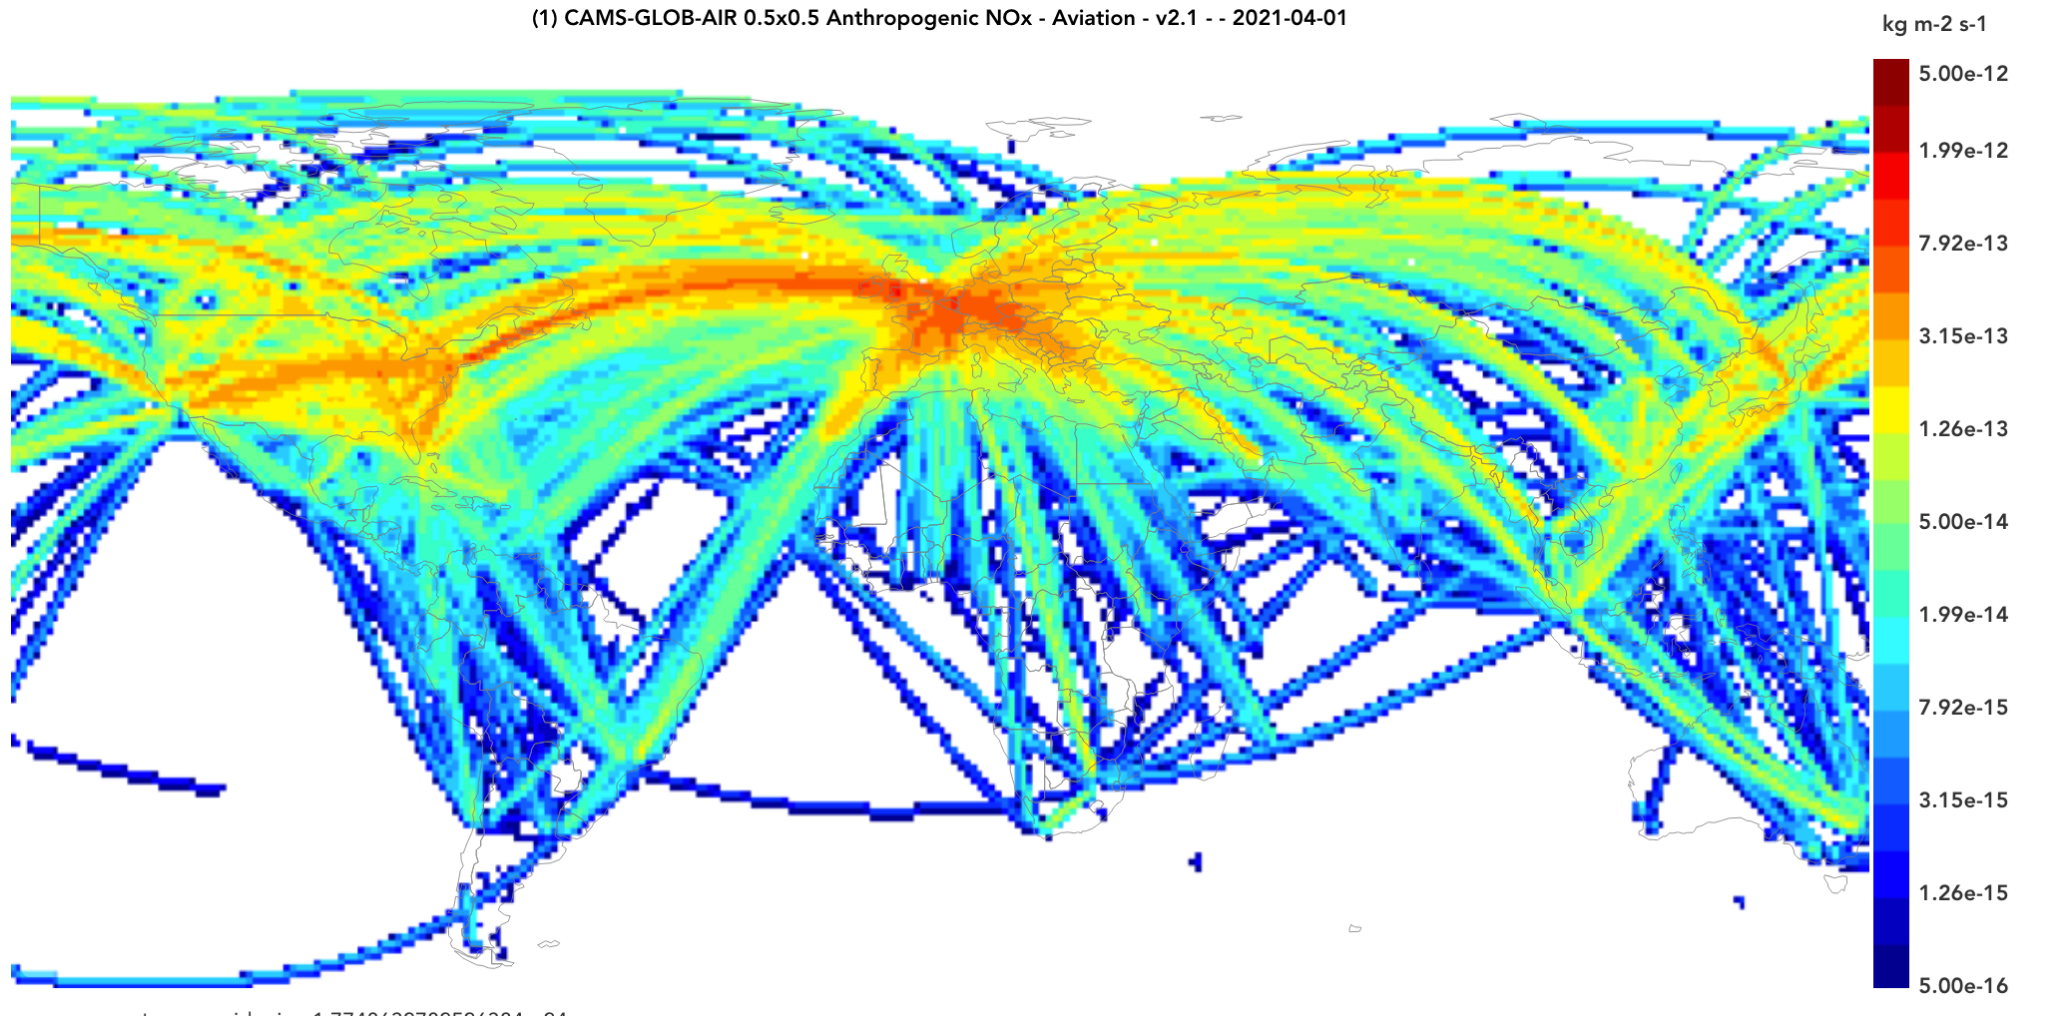 (1) CAMS-GLOB-AIR 0.5x0.5 Anthropogenic NOx - Aviation - v2.1 - - 2021-04-01
kg m-2 s-1
5.00e-12
1.99e-12
7.92e-13
3.15e-13
1.26e-13
5.00e-14
1.99e-14
7.92e-15
3.15e-15
1.26e-15
5.00e-16